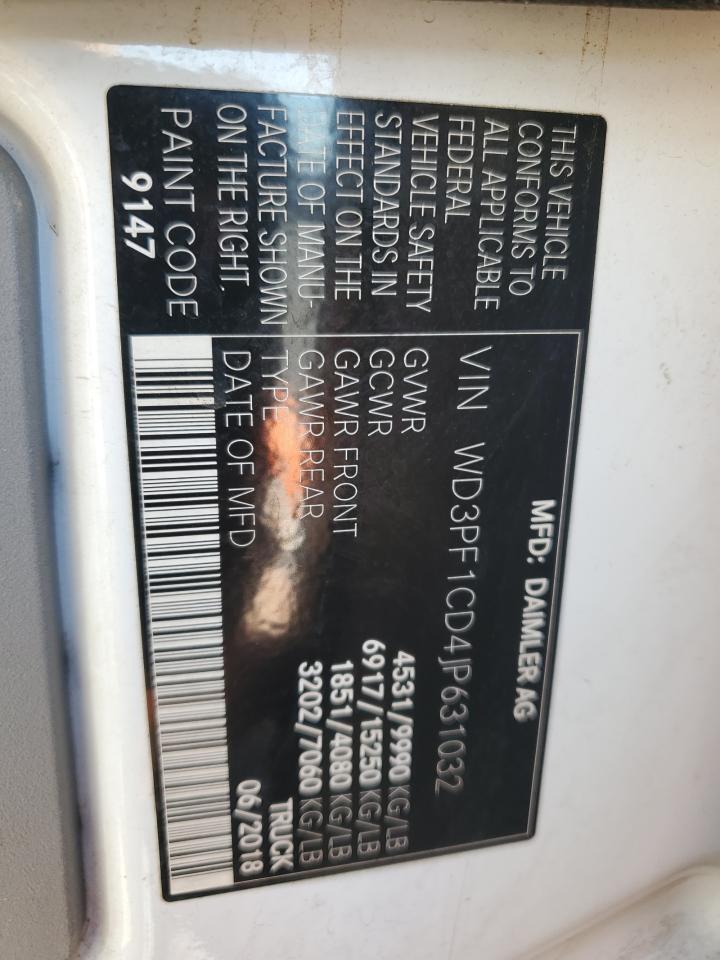 MFD: DAIMLER AG
THIS VEHICLE
CONFORMS TO
ALL APPLICABLE
FEDERAL
VEHICLE SAFETY
STANDARDS IN
EFFECT ON THE
DATE OF MANU-
FACTURE SHOWN
ON THE RIGHT.
PAINT CODE
9147
VIN WD3PF1CD4JP631032
GVWR 4531/9990 KG/LB
GCWR 6917/15250 KG/LB
GAWR FRONT 1851/4080 KG/LB
GAWR REAR 3202/7060 KG/LB
TYPE TRUCK
DATE OF MFD 06/2018